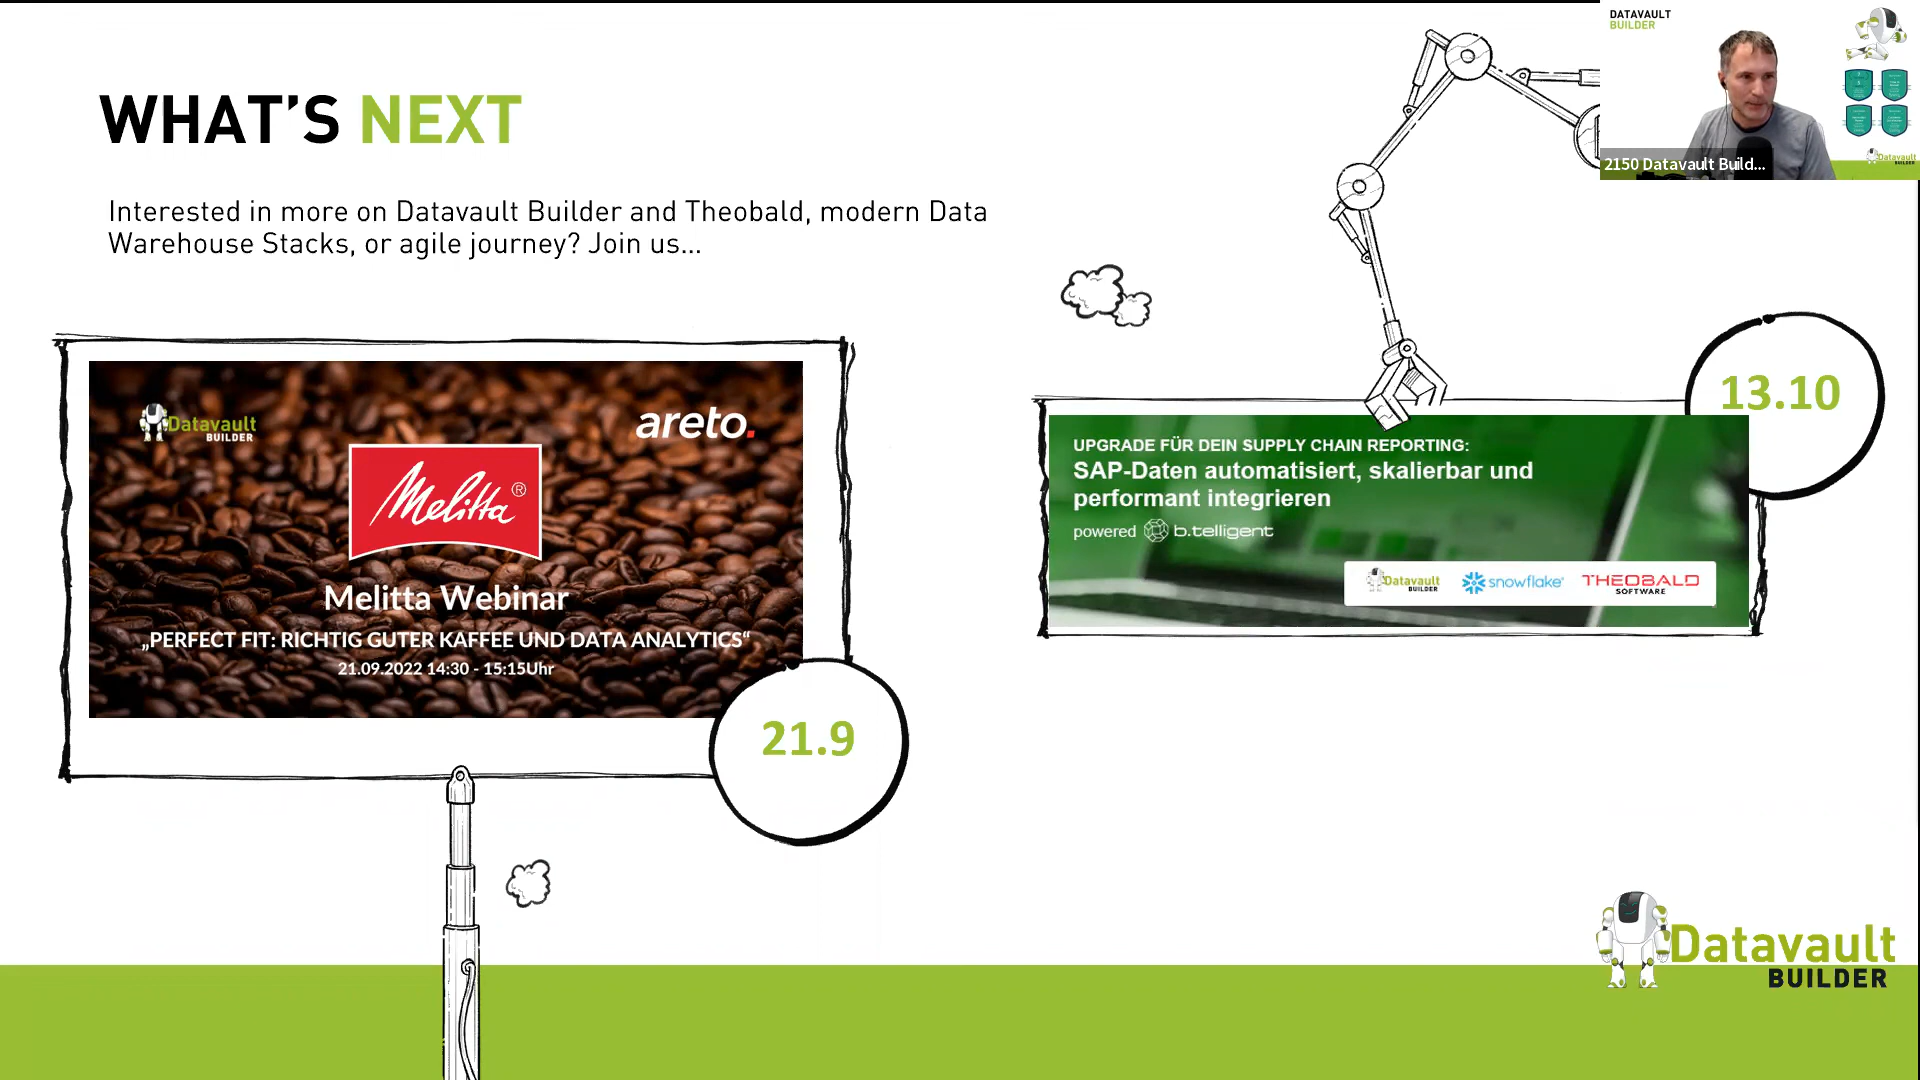 WHAT'S NEXT
Interested in more on Datavault Builder and Theobald, modern Data
Warehouse Stacks, or agile journey? Join us...
Datavault
BUILDER
areto.
Melitta®
Melitta Webinar
„PERFECT FIT: RICHTIG GUTER KAFFEE UND DATA ANALYTICS“
21.09.2022 14:30 - 15:15Uhr
21.9
13.10
UPGRADE FÜR DEIN SUPPLY CHAIN REPORTING:
SAP-Daten automatisiert, skalierbar und
performant integrieren
powered b.telligent
Datavault
BUILDER
snowflake®
THEOBALD
SOFTWARE
DATAVAULT
BUILDER
2150 Datavault Build...
Datavault
BUILDER
Datavault
BUILDER